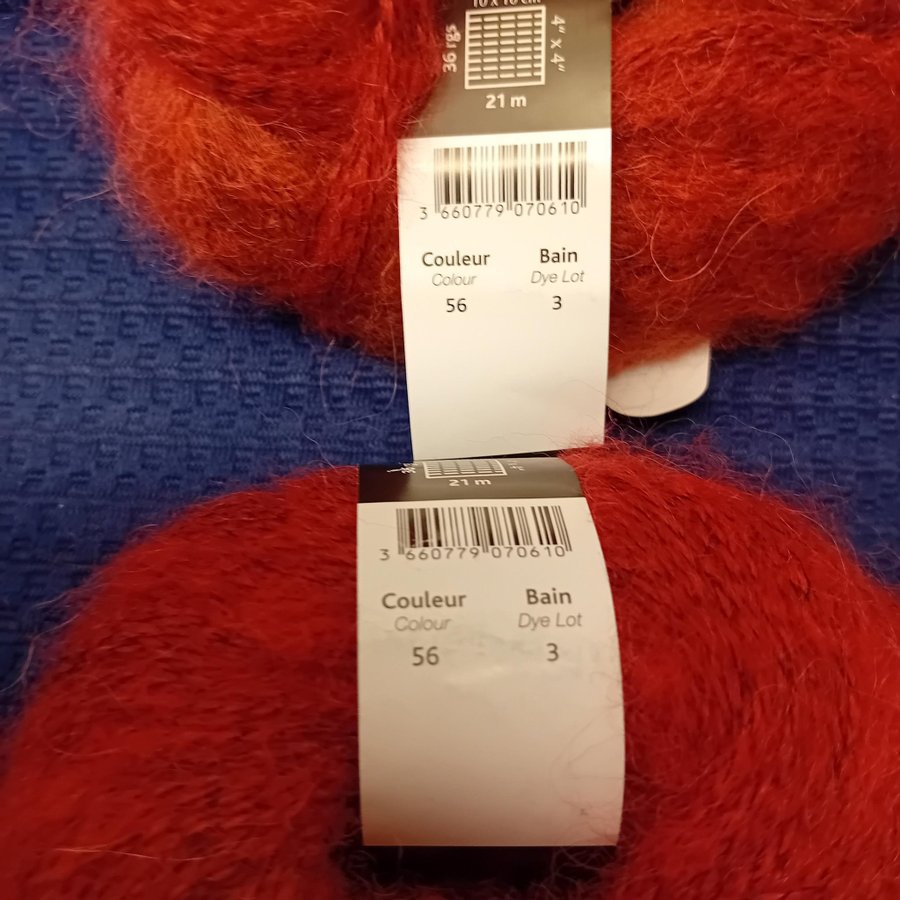 10 x 10 cm
36 rgs
4" x 4"
21 m
3 660779 070610
Couleur Bain
Colour Dye Lot
56 3
21 m
3 660779 070610
Couleur Bain
Colour Dye Lot
56 3